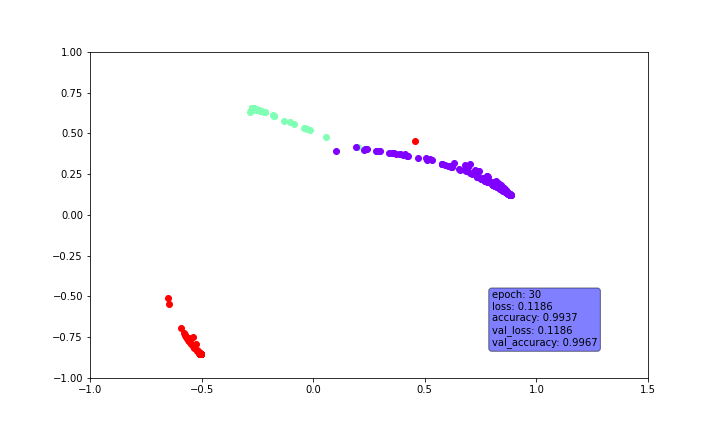 1.00
0.75
0.50
0.25
0.00
−0.25
−0.50
−0.75
−1.00
−1.0 −0.5 0.0 0.5 1.0 1.5
epoch: 30
loss: 0.1186
accuracy: 0.9937
val_loss: 0.1186
val_accuracy: 0.9967